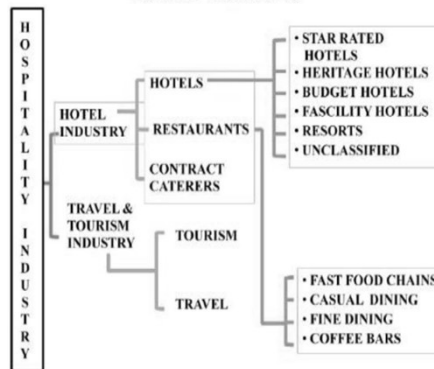 HOSPITALITY INDUSTRY
HOTEL
INDUSTRY
TRAVEL &
TOURISM
INDUSTRY
HOTELS
RESTAURANTS
CONTRACT
CATERERS
TOURISM
TRAVEL
• STAR RATED
HOTELS
• HERITAGE HOTELS
• BUDGET HOTELS
• FASCILITY HOTELS
• RESORTS
• UNCLASSIFIED
• FAST FOOD CHAINS
• CASUAL DINING
• FINE DINING
• COFFEE BARS